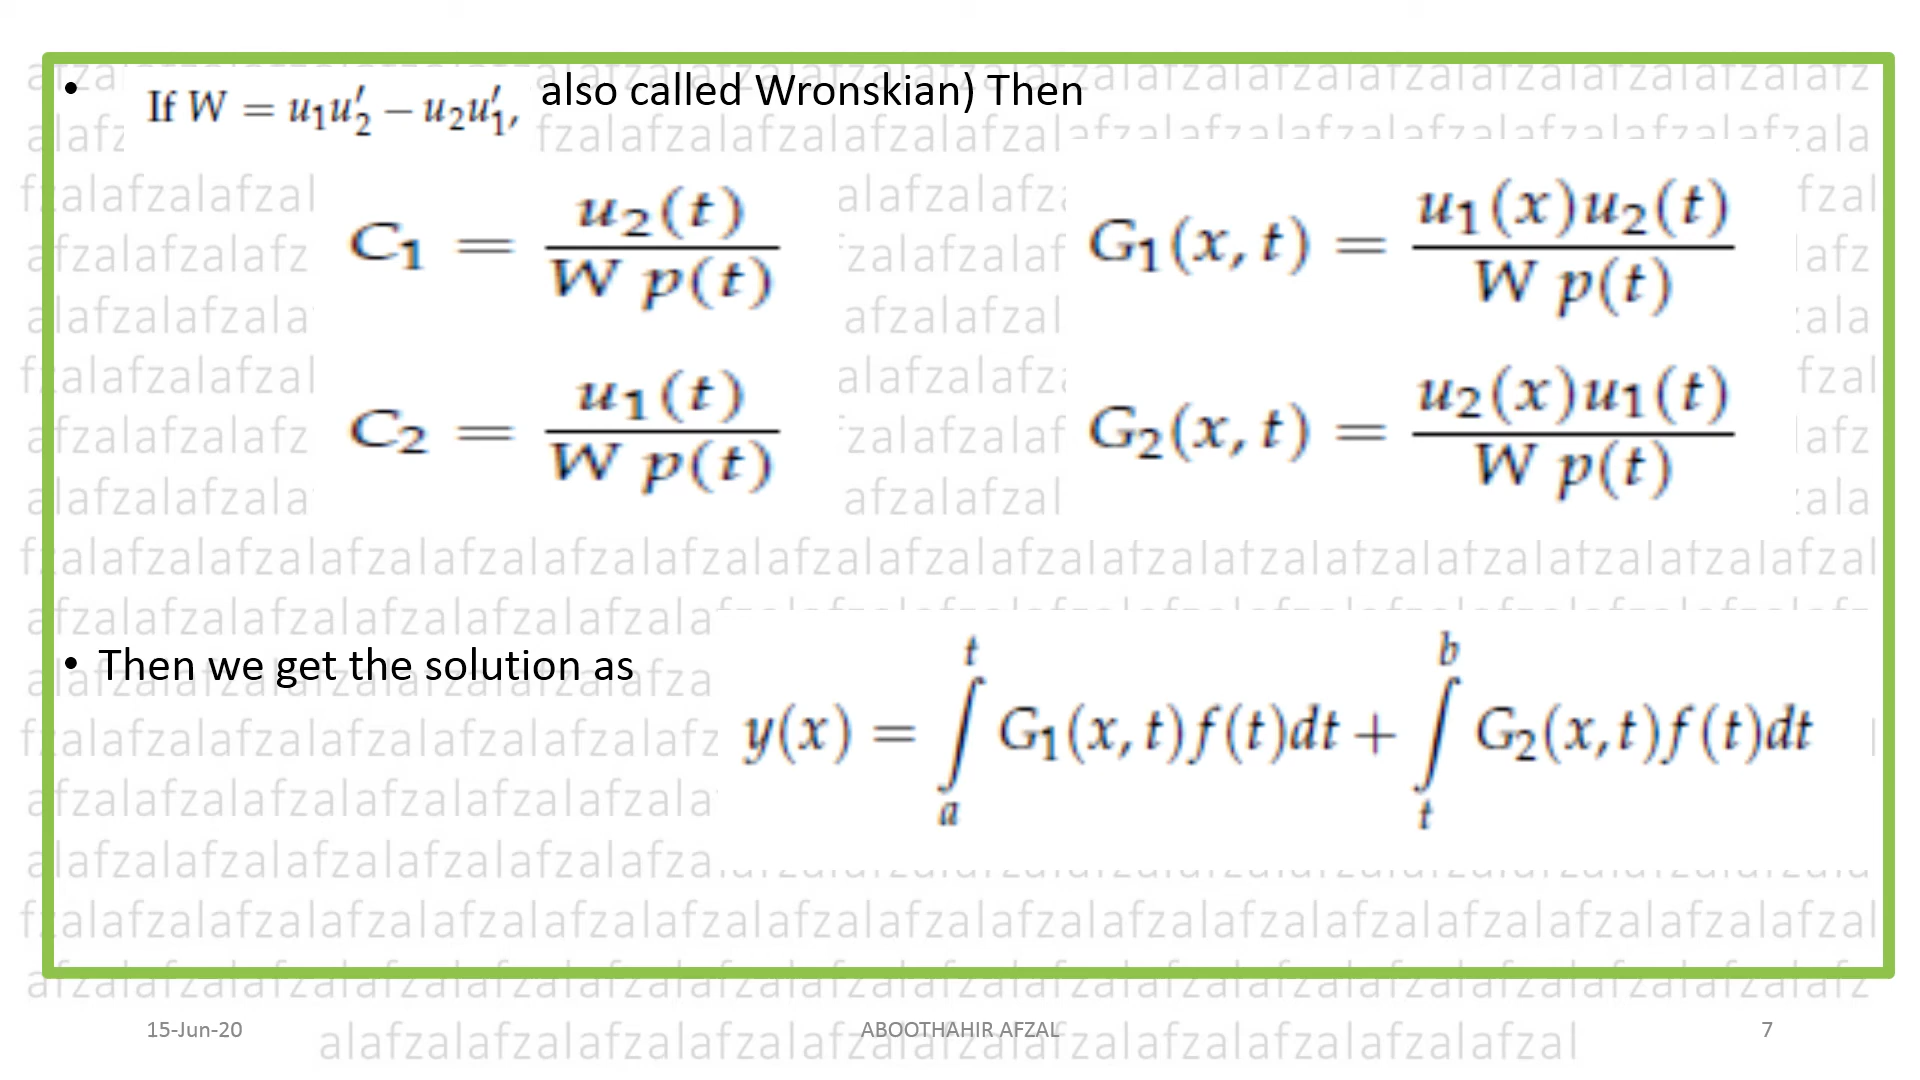 • If W = u₁u₂′ − u₂u₁′, also called Wronskian) Then
C₁ = u₂(t) / W p(t)
G₁(x, t) = u₁(x)u₂(t) / W p(t)
C₂ = u₁(t) / W p(t)
G₂(x, t) = u₂(x)u₁(t) / W p(t)
• Then we get the solution as
y(x) = ∫ₐᵗ G₁(x, t)f(t)dt + ∫ₜᵇ G₂(x, t)f(t)dt
15-Jun-20
ABOOTHAHIR AFZAL
7